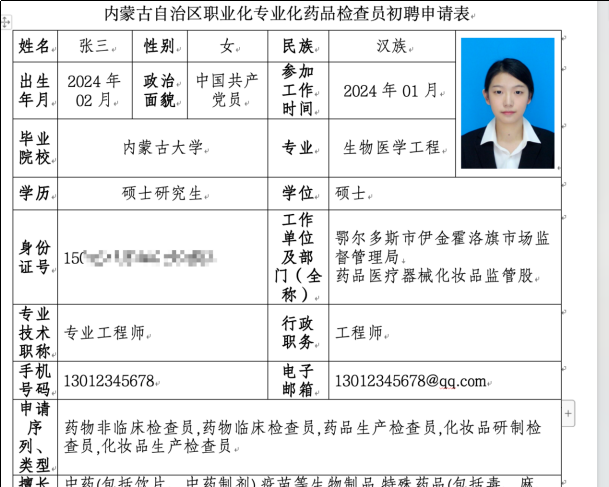 内蒙古自治区职业化专业化药品检查员初聘申请表
姓名 张三 性别 女 民族 汉族
出生年月 2024年02月 政治面貌 中国共产党员 参加工作时间 2024年01月
毕业院校 内蒙古大学 专业 生物医学工程
学历 硕士研究生 学位 硕士
身份证号 150 工作单位及部门(全称) 鄂尔多斯市伊金霍洛旗市场监督管理局
药品医疗器械化妆品监管股
专业技术职称 专业工程师 行政职务 工程师
手机号码 13012345678 电子邮箱 13012345678@qq.com
申请序列、类型 药物非临床检查员,药物临床检查员,药品生产检查员,化妆品研制检查员,化妆品生产检查员
擅长 中药(包括饮片、中药制剂),疫苗等生物制品,特殊药品(包括毒、麻